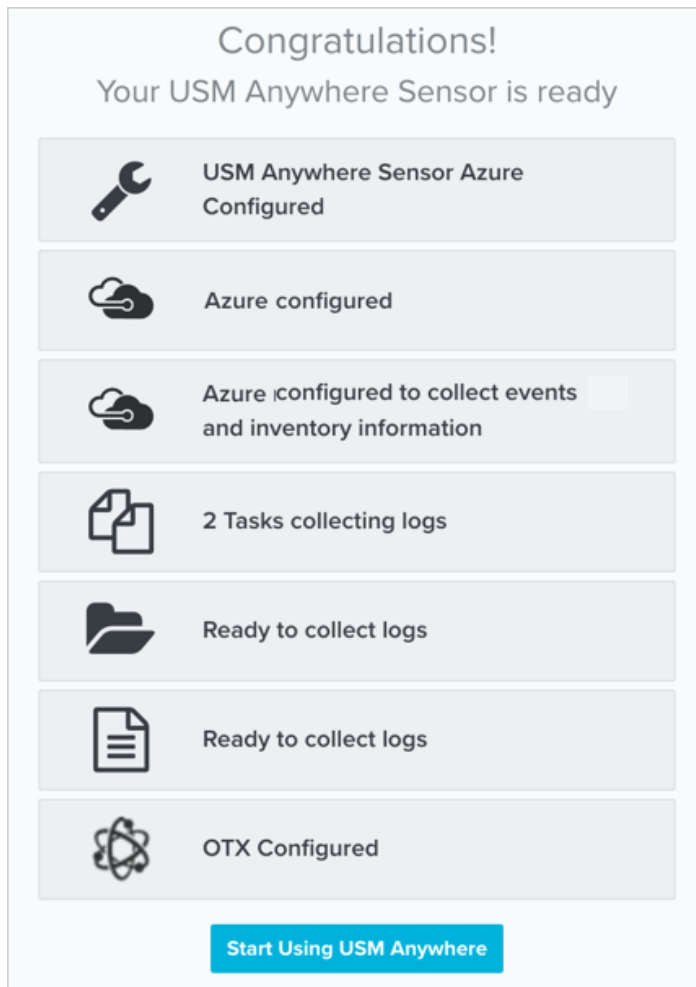 Congratulations!
Your USM Anywhere Sensor is ready
USM Anywhere Sensor Azure
Configured
Azure configured
Azure configured to collect events
and inventory information
2 Tasks collecting logs
Ready to collect logs
Ready to collect logs
OTX Configured
Start Using USM Anywhere